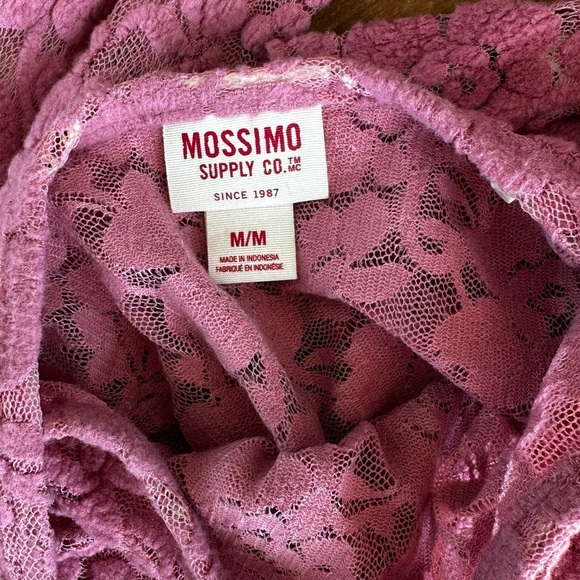 MOSSIMO
SUPPLY CO.™ MC
SINCE 1987
M/M
MADE IN INDONESIA
FABRIQUÉ EN INDONÉSIE